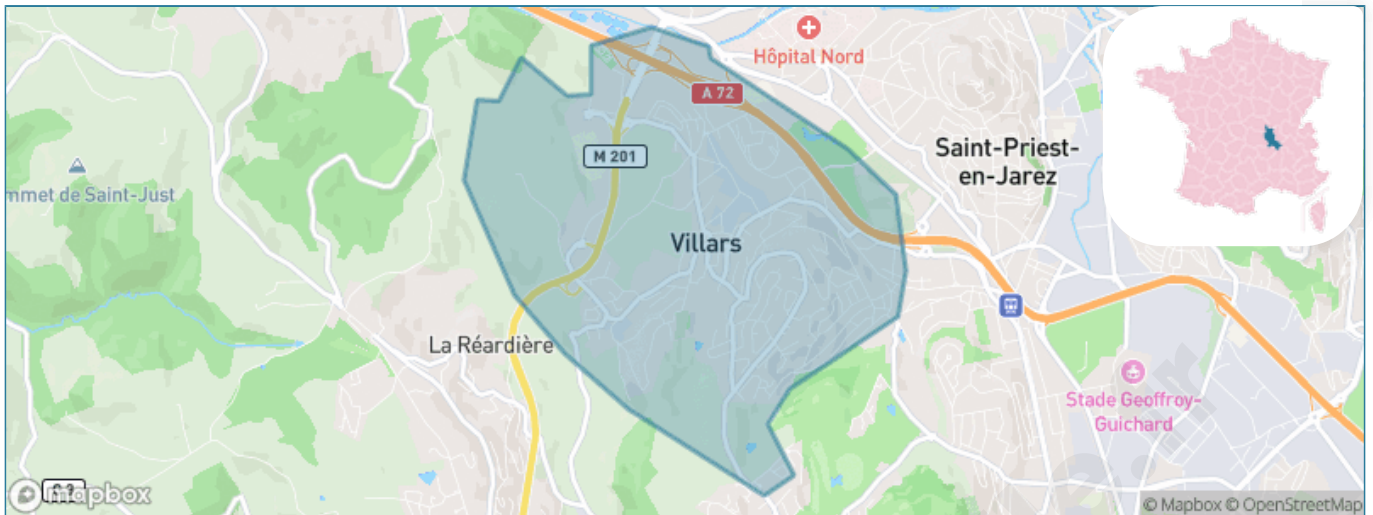 Hôpital Nord
A 72
Saint-Priest-
en-Jarez
M 201
mmet de Saint-Just
Villars
La Réardière
Stade Geoffroy-
Guichard
mapbox
© Mapbox © OpenStreetMap